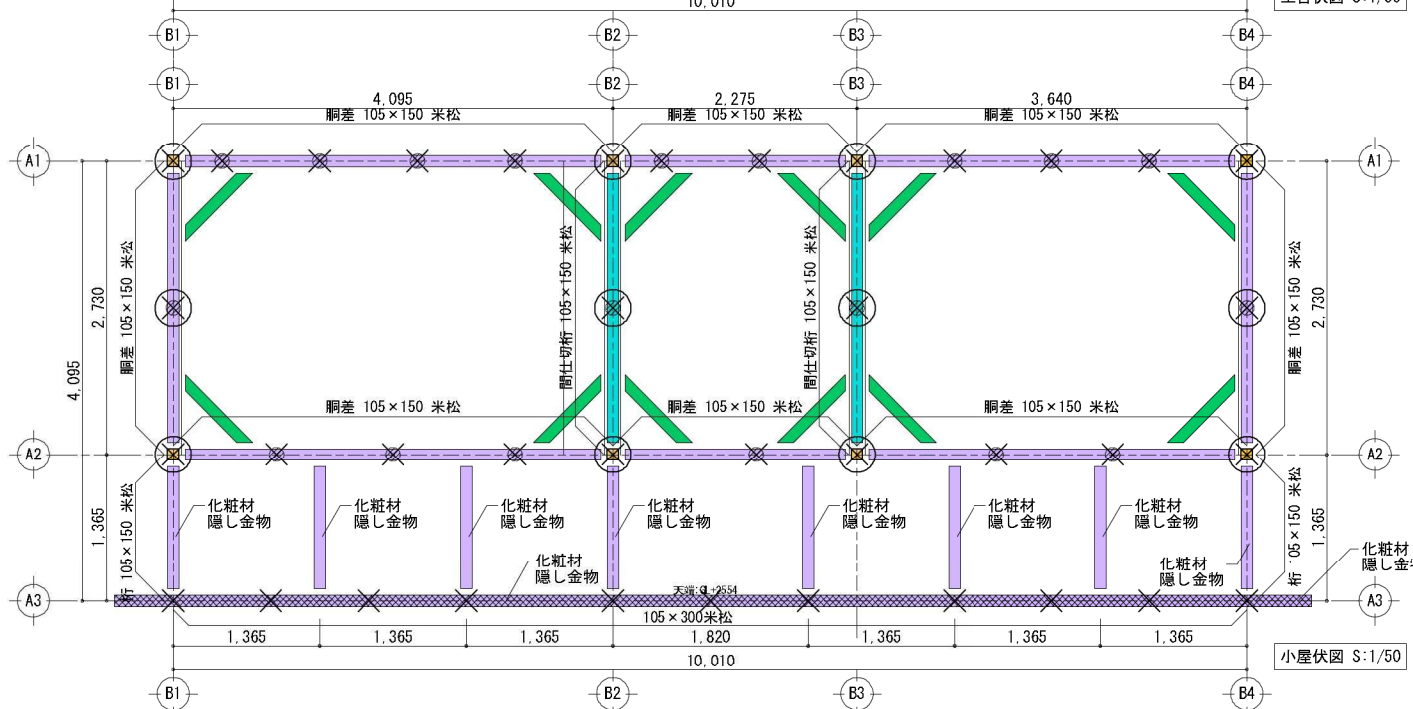 10,010
B1 B2 B3 B4
B1 B2 B3 B4
4,095 2,275 3,640
胴差 105×150 米松 胴差 105×150 米松 胴差 105×150 米松
A1 A1
胴差 105×150 米松
間仕切桁 105×150 米松
間仕切桁 105×150 米松
胴差 105×150 米松
2,730 2,730
4,095
胴差 105×150 米松 胴差 105×150 米松 胴差 105×150 米松
A2 A2
桁 105×150 米松
1,365
化粧材
隠し金物
化粧材
隠し金物
化粧材
隠し金物
化粧材
隠し金物
化粧材
隠し金物
化粧材
隠し金物
化粧材
隠し金物
化粧材
隠し金物
化粧材
隠し金
桁 105×150 米松
1,365
A3 A3
105×300米松
1,365 1,365 1,365 1,820 1,365 1,365 1,365
10,010
小屋伏図 S:1/50
B1 B2 B3 B4